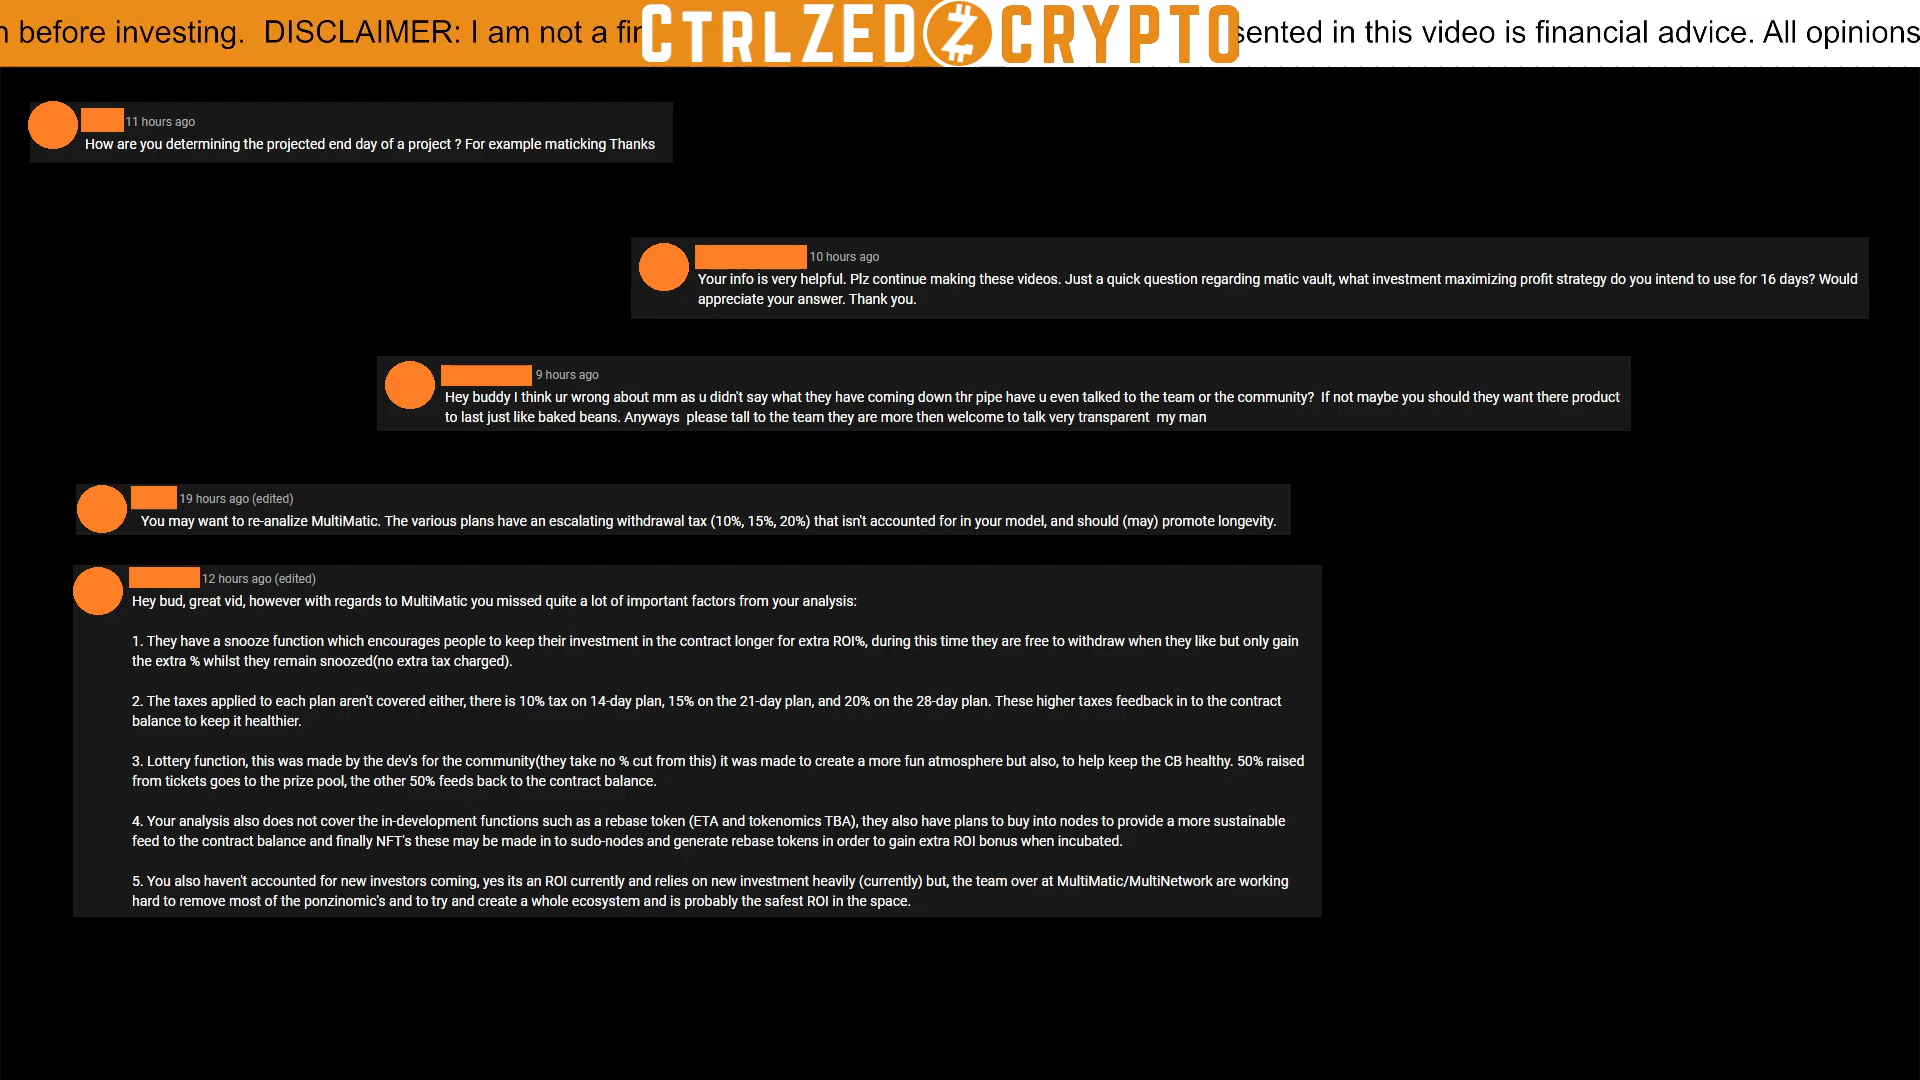 n before investing.  DISCLAIMER: I am not a fin
CTRLZED CRYPTO
sented in this video is financial advice. All opinions
11 hours ago
How are you determining the projected end day of a project ? For example maticking Thanks
10 hours ago
Your info is very helpful. Plz continue making these videos. Just a quick question regarding matic vault, what investment maximizing profit strategy do you intend to use for 16 days? Would
appreciate your answer. Thank you.
9 hours ago
Hey buddy I think ur wrong about mm as u didn't say what they have coming down thr pipe have u even talked to the team or the community?  If not maybe you should they want there product
to last just like baked beans. Anyways  please tall to the team they are more then welcome to talk very transparent  my man
19 hours ago (edited)
You may want to re-analize MultiMatic. The various plans have an escalating withdrawal tax (10%, 15%, 20%) that isn't accounted for in your model, and should (may) promote longevity.
12 hours ago (edited)
Hey bud, great vid, however with regards to MultiMatic you missed quite a lot of important factors from your analysis:
1. They have a snooze function which encourages people to keep their investment in the contract longer for extra ROI%, during this time they are free to withdraw when they like but only gain
the extra % whilst they remain snoozed(no extra tax charged).
2. The taxes applied to each plan aren't covered either, there is 10% tax on 14-day plan, 15% on the 21-day plan, and 20% on the 28-day plan. These higher taxes feedback in to the contract
balance to keep it healthier.
3. Lottery function, this was made by the dev's for the community(they take no % cut from this) it was made to create a more fun atmosphere but also, to help keep the CB healthy. 50% raised
from tickets goes to the prize pool, the other 50% feeds back to the contract balance.
4. Your analysis also does not cover the in-development functions such as a rebase token (ETA and tokenomics TBA), they also have plans to buy into nodes to provide a more sustainable
feed to the contract balance and finally NFT's these may be made in to sudo-nodes and generate rebase tokens in order to gain extra ROI bonus when incubated.
5. You also haven't accounted for new investors coming, yes its an ROI currently and relies on new investment heavily (currently) but, the team over at MultiMatic/MultiNetwork are working
hard to remove most of the ponzinomic's and to try and create a whole ecosystem and is probably the safest ROI in the space.